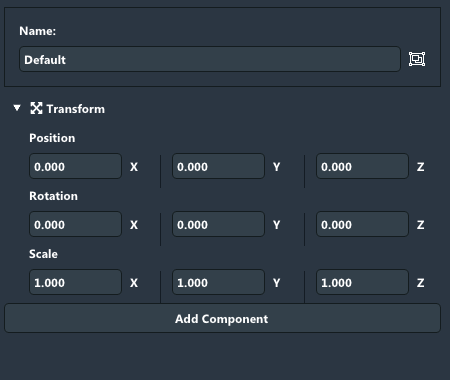 Name:
Default
Transform
Position
0.000 X 0.000 Y 0.000 Z
Rotation
0.000 X 0.000 Y 0.000 Z
Scale
1.000 X 1.000 Y 1.000 Z
Add Component